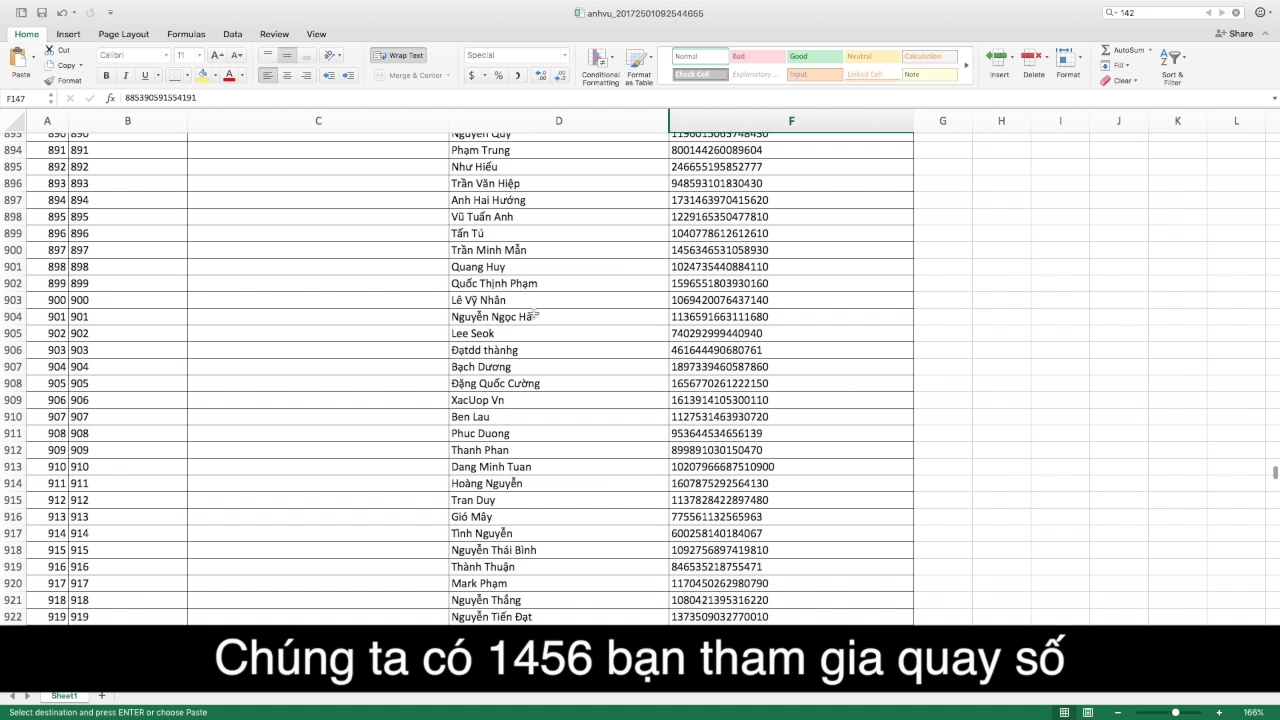 anhvu_20172501092544655
142
Home Insert Page Layout Formulas Data Review View
Share
Paste
Cut
Copy
Format
Calibri 11
B I U
A
Wrap Text
Merge & Center
Special
$ % )
Conditional Formatting
Format as Table
Normal Bad Good Neutral Calculation
Check Cell Explanatory ... Input Linked Cell Note
Insert Delete Format
AutoSum
Fill
Clear
Sort & Filter
F147 fx 885390591554191
A B C D F G H I J K L
893 890 890 Nguyễn Quý 1196015063748430
894 891 891 Phạm Trung 800144260089604
895 892 892 Như Hiếu 246655195852777
896 893 893 Trần Văn Hiệp 948593101830430
897 894 894 Anh Hai Hướng 1731463970415620
898 895 895 Vũ Tuấn Anh 1229165350477810
899 896 896 Tấn Tú 1040778612612610
900 897 897 Trần Minh Mẫn 1456346531058930
901 898 898 Quang Huy 1024735440884110
902 899 899 Quốc Thịnh Phạm 1596551803930160
903 900 900 Lê Vỹ Nhân 1069420076437140
904 901 901 Nguyễn Ngọc 1136591663111680
905 902 902 Lee Seok 740292999440940
906 903 903 Đạtdd thànhg 461644490680761
907 904 904 Bạch Dương 1897339460587860
908 905 905 Đặng Quốc Cường 1656770261222150
909 906 906 XacUop Vn 1613914105300110
910 907 907 Ben Lau 1127531463930720
911 908 908 Phuc Duong 953644534656139
912 909 909 Thanh Phan 899891030150470
913 910 910 Dang Minh Tuan 10207966687510900
914 911 911 Hoàng Nguyễn 1607875292564130
915 912 912 Tran Duy 1137828422897480
916 913 913 Gió Mây 775561132565963
917 914 914 Tình Nguyễn 600258140184067
918 915 915 Nguyễn Thái Bình 1092756897419810
919 916 916 Thành Thuận 846535218755471
920 917 917 Mark Phạm 1170450262980790
921 918 918 Nguyễn Thắng 1080421395316220
922 919 919 Nguyễn Tiến Đạt 1373509032770010
Chúng ta có 1456 bạn tham gia quay số
Sheet1 +
Select destination and press ENTER or choose Paste
166%